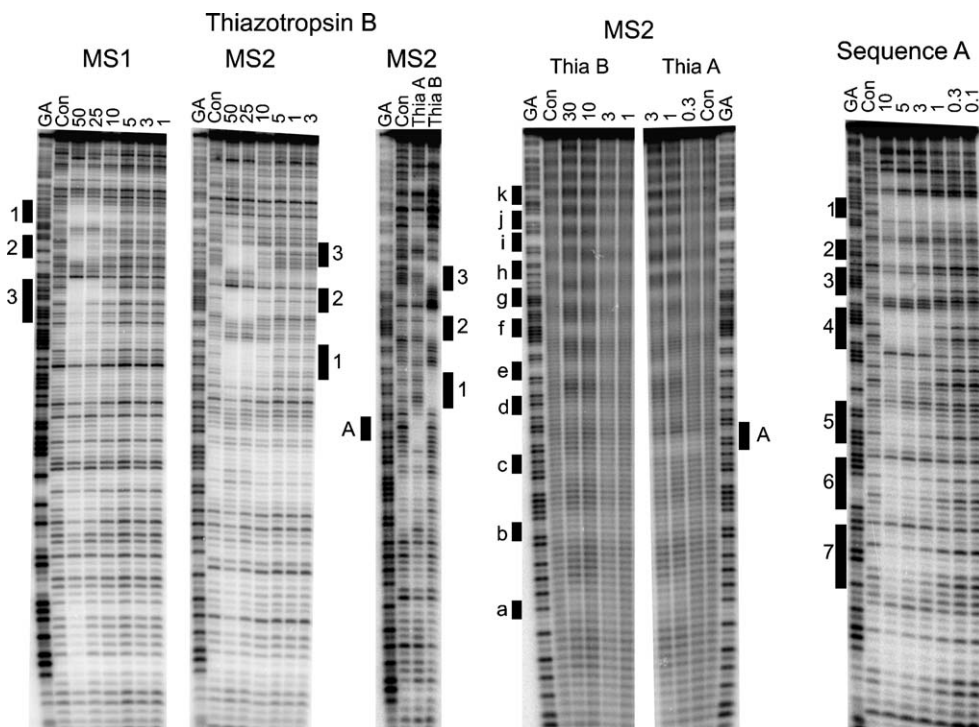 Thiazotropsin B
MS1
MS2
MS2
MS2
Thia B
Thia A
Sequence A
GA Con 50 25 10 5 3 1
GA Con 50 25 10 5 1 3
GA Con Thia A Thia B
GA Con 30 10 3 1
3 1 0.3 Con GA
GA Con 10 5 3 1 0.3 0.1
1
2
3
3
2
1
3
2
1
A
k
j
i
h
g
f
e
d
c
b
a
A
1
2
3
4
5
6
7